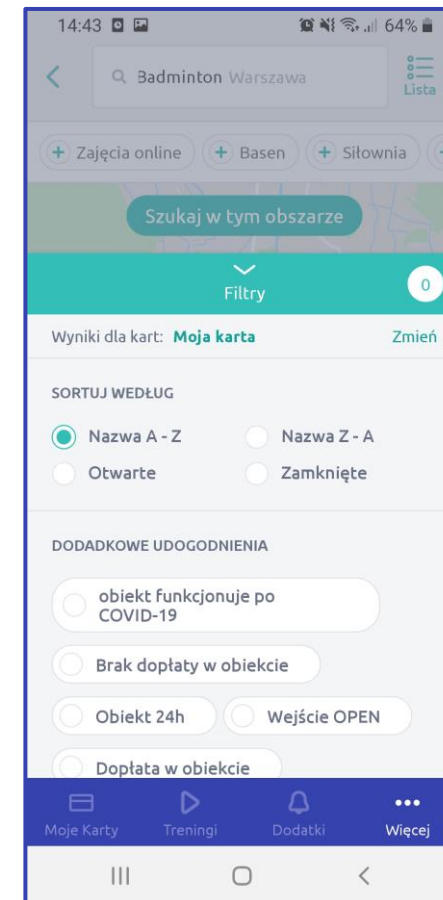 14:43 64%
Badminton Warszawa
Lista
+ Zajęcia online + Basen + Siłownia +
Szukaj w tym obszarze
Filtry 0
Wyniki dla kart: Moja karta Zmień
SORTUJ WEDŁUG
Nazwa A - Z Nazwa Z - A
Otwarte Zamknięte
DODADKOWE UDOGODNIENIA
obiekt funkcjonuje po
COVID-19
Brak dopłaty w obiekcie
Obiekt 24h Wejście OPEN
Dopłata w obiekcie
Moje Karty Treningi Dodatki Więcej